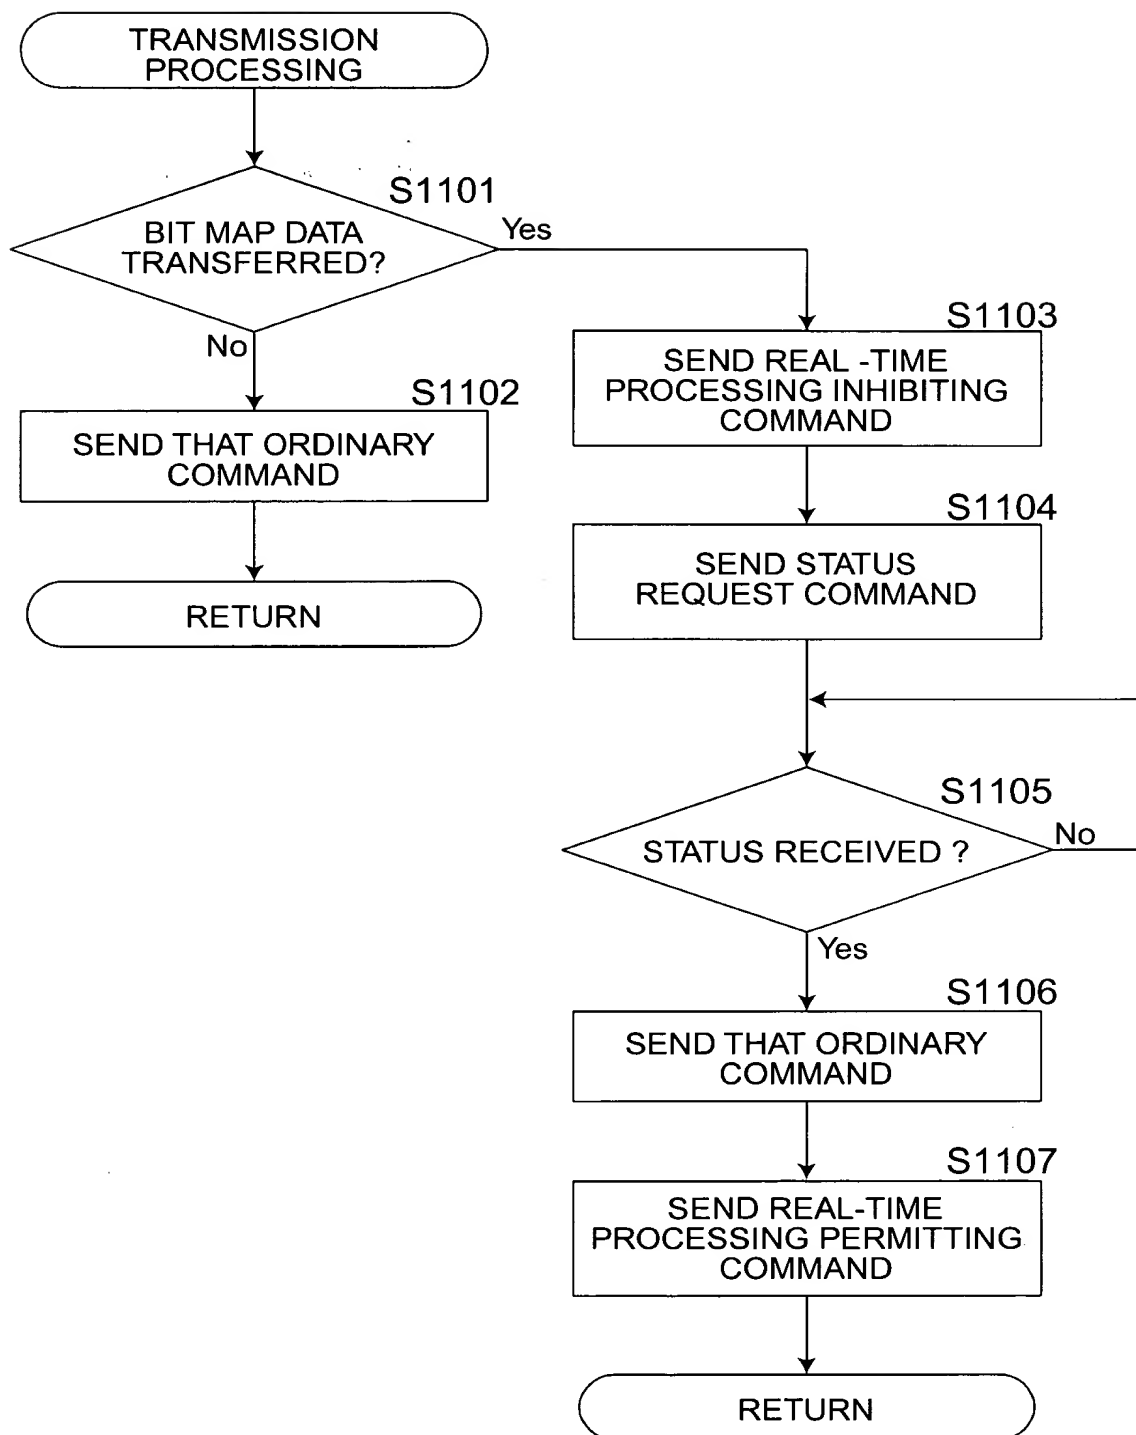 TRANSMISSION
PROCESSING
S1101
BIT MAP DATA
TRANSFERRED?
Yes
No
S1102
SEND THAT ORDINARY
COMMAND
RETURN
S1103
SEND REAL -TIME
PROCESSING INHIBITING
COMMAND
S1104
SEND STATUS
REQUEST COMMAND
S1105
STATUS RECEIVED ?
No
Yes
S1106
SEND THAT ORDINARY
COMMAND
S1107
SEND REAL-TIME
PROCESSING PERMITTING
COMMAND
RETURN